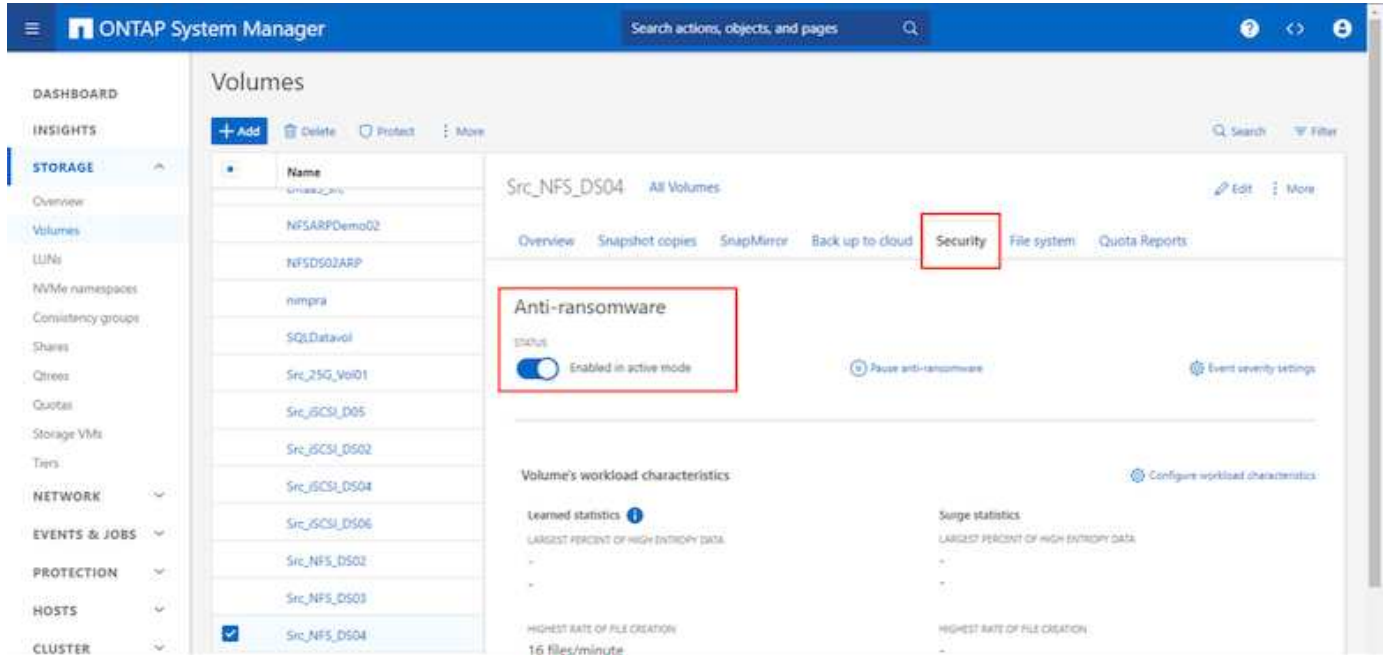 ONTAP System Manager
Search actions, objects, and pages
DASHBOARD
INSIGHTS
STORAGE
Overview
Volumes
LUNs
NVMe namespaces
Consistency groups
Shares
Qtrees
Quotas
Storage VMs
Tiers
NETWORK
EVENTS & JOBS
PROTECTION
HOSTS
CLUSTER
Volumes
+ Add
Delete
Protect
More
Search
Filter
Name
NFSARPDemo02
NFSDS02ARP
nimpra
SQLDatavol
Src_25G_Vol01
Src_iSCSI_D05
Src_iSCSI_DS02
Src_iSCSI_DS04
Src_iSCSI_DS06
Src_NFS_DS02
Src_NFS_DS03
Src_NFS_DS04
Src_NFS_DS04 All Volumes
Edit
More
Overview Snapshot copies SnapMirror Back up to cloud Security File system Quota Reports
Anti-ransomware
STATUS
Enabled in active mode
Pause anti-ransomware
Event severity settings
Volume's workload characteristics
Configure workload characteristics
Learned statistics
LARGEST PERCENT OF HIGH ENTROPY DATA
-
-
HIGHEST RATE OF FILE CREATION
16 files/minute
Surge statistics
LARGEST PERCENT OF HIGH ENTROPY DATA
-
-
HIGHEST RATE OF FILE CREATION
-